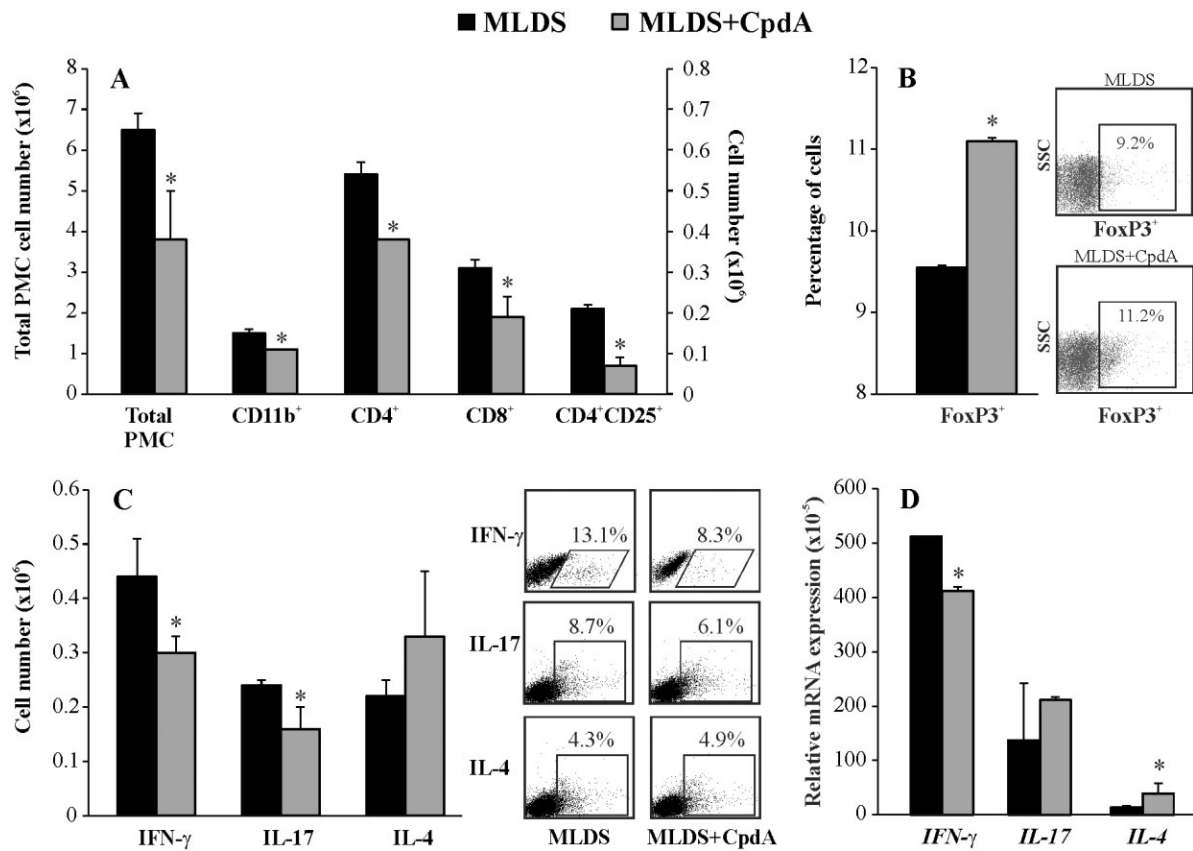 MLDS MLDS+CpdA
A
Total PMC cell number (x10⁶)
8
7
6
5
4
3
2
1
0
0.8
0.7
0.6
0.5
0.4
0.3
0.2
0.1
0
Cell number (x10⁶)
* * * * *
Total PMC
CD11b⁺
CD4⁺
CD8⁺
CD4⁺CD25⁺
B
Percentage of cells
12
11
10
9
8
*
FoxP3⁺
MLDS
SSC
9.2%
FoxP3⁺
MLDS+CpdA
SSC
11.2%
FoxP3⁺
C
Cell number (x10⁶)
0.6
0.5
0.4
0.3
0.2
0.1
0
* *
IFN-γ IL-17 IL-4
IFN-γ 13.1% 8.3%
IL-17 8.7% 6.1%
IL-4 4.3% 4.9%
MLDS MLDS+CpdA
D
Relative mRNA expression (x10⁻⁵)
600
500
400
300
200
100
0
* *
IFN-γ IL-17 IL-4